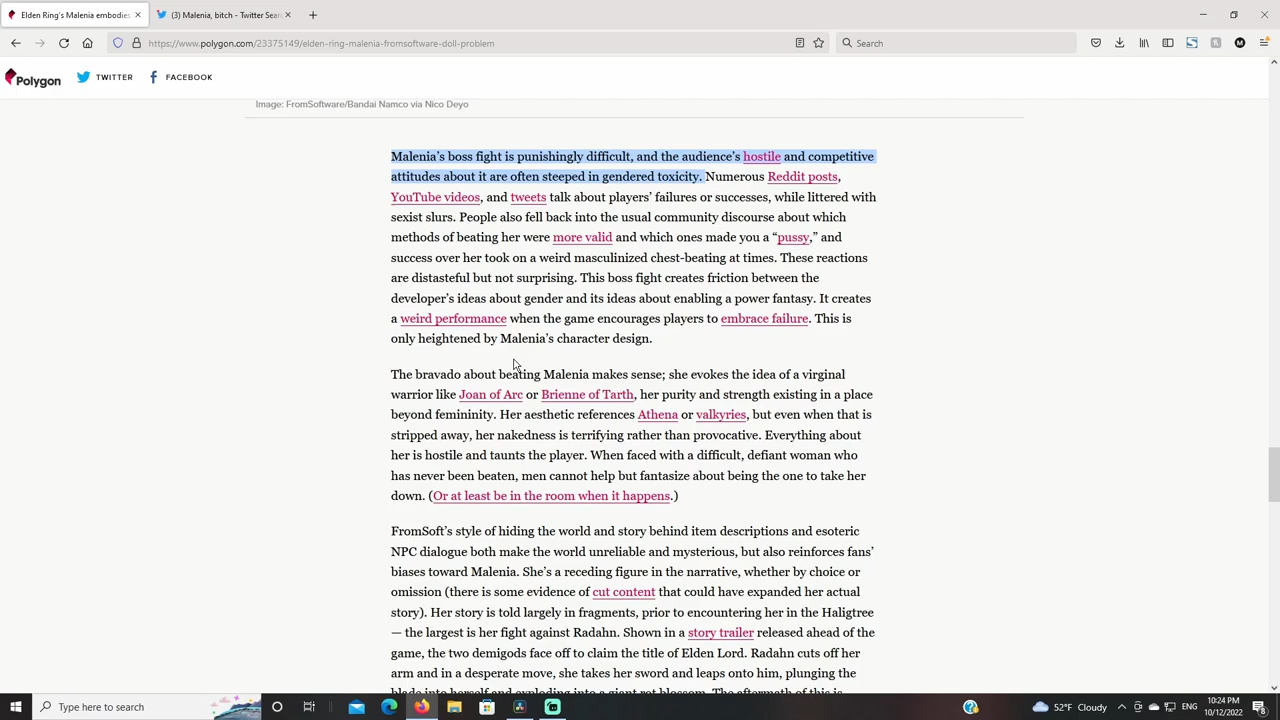 Elden Ring's Malenia embodies
(3) Malenia, bitch - Twitter Sear
https://www.polygon.com/23375149/elden-ring-malenia-fromsoftware-doll-problem
Search
Polygon
TWITTER
FACEBOOK
Image: FromSoftware/Bandai Namco via Nico Deyo
Malenia's boss fight is punishingly difficult, and the audience's hostile and competitive
attitudes about it are often steeped in gendered toxicity. Numerous Reddit posts,
YouTube videos, and tweets talk about players' failures or successes, while littered with
sexist slurs. People also fell back into the usual community discourse about which
methods of beating her were more valid and which ones made you a “pussy,” and
success over her took on a weird masculinized chest-beating at times. These reactions
are distasteful but not surprising. This boss fight creates friction between the
developer's ideas about gender and its ideas about enabling a power fantasy. It creates
a weird performance when the game encourages players to embrace failure. This is
only heightened by Malenia's character design.
The bravado about beating Malenia makes sense; she evokes the idea of a virginal
warrior like Joan of Arc or Brienne of Tarth, her purity and strength existing in a place
beyond femininity. Her aesthetic references Athena or valkyries, but even when that is
stripped away, her nakedness is terrifying rather than provocative. Everything about
her is hostile and taunts the player. When faced with a difficult, defiant woman who
has never been beaten, men cannot help but fantasize about being the one to take her
down. (Or at least be in the room when it happens.)
FromSoft's style of hiding the world and story behind item descriptions and esoteric
NPC dialogue both make the world unreliable and mysterious, but also reinforces fans'
biases toward Malenia. She's a receding figure in the narrative, whether by choice or
omission (there is some evidence of cut content that could have expanded her actual
story). Her story is told largely in fragments, prior to encountering her in the Haligtree
— the largest is her fight against Radahn. Shown in a story trailer released ahead of the
game, the two demigods face off to claim the title of Elden Lord. Radahn cuts off her
arm and in a desperate move, she takes her sword and leaps onto him, plunging the
blade into herself and exploding into a giant rot blossom. The aftermath of this is
Type here to search
52°F Cloudy
10:24 PM
10/12/2022
8